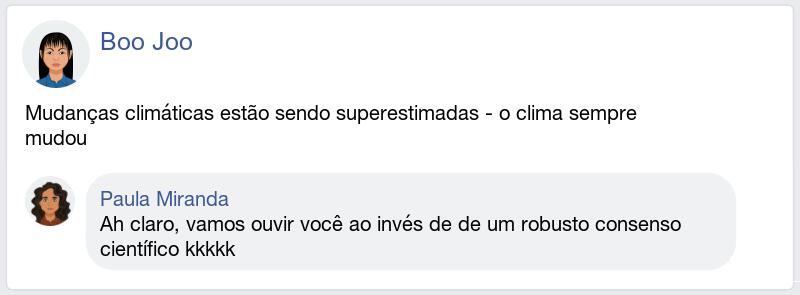 Boo Joo
Mudanças climáticas estão sendo superestimadas - o clima sempre
mudou
Paula Miranda
Ah claro, vamos ouvir você ao invés de de um robusto consenso
científico kkkkk